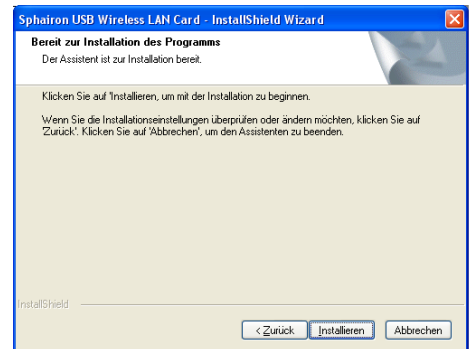 Sphairon USB Wireless LAN Card - InstallShield Wizard
Bereit zur Installation des Programms
Der Assistent ist zur Installation bereit.
Klicken Sie auf 'Installieren, um mit der Installation zu beginnen.
Wenn Sie die Installationseinstellungen überprüfen oder ändern möchten, klicken Sie auf
'Zurück'. Klicken Sie auf 'Abbrechen', um den Assistenten zu beenden.
InstallShield
< Zurück Installieren Abbrechen